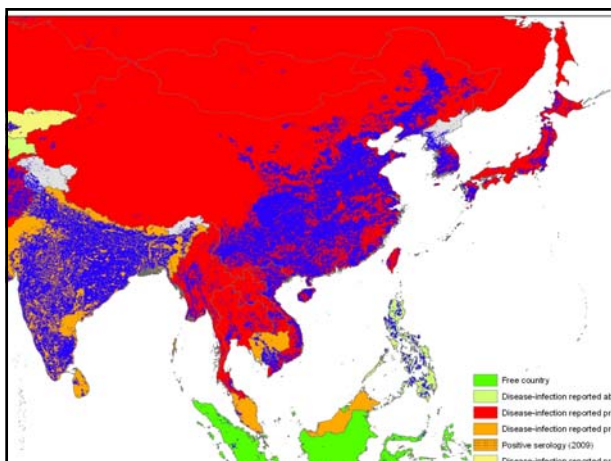 Free country
Disease-infection reported ab
Disease-infection reported pr
Disease-infection reported pr
Positive serology (2009)